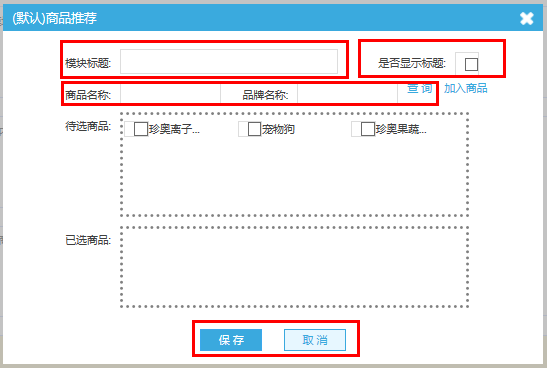 (默认)商品推荐
模块标题: 是否显示标题:
商品名称: 品牌名称: 查 询 加入商品
待选商品: 珍奥离子... 宠物狗 珍奥果蔬...
已选商品:
保 存 取 消